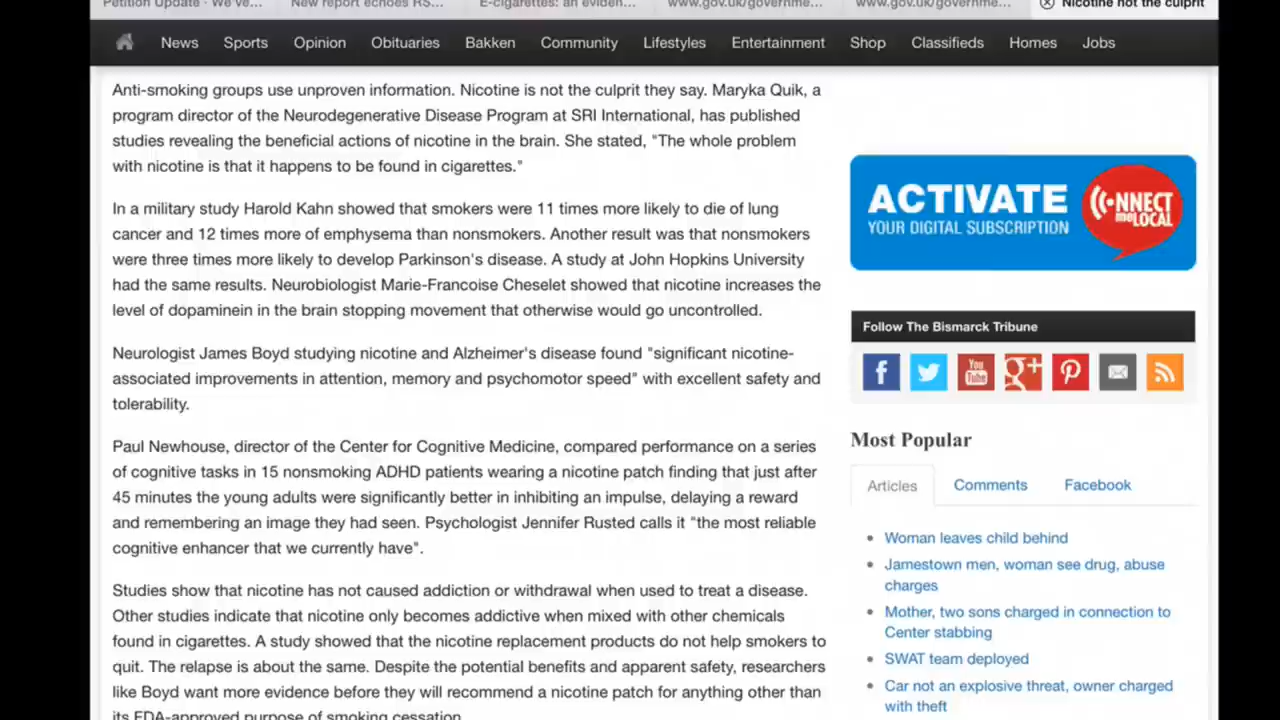 Petition Update - We've...
New report echoes RS...
E-cigarettes: an eviden...
www.gov.uk/governme...
www.gov.uk/governme...
Nicotine not the culprit
News Sports Opinion Obituaries Bakken Community Lifestyles Entertainment Shop Classifieds Homes Jobs
Anti-smoking groups use unproven information. Nicotine is not the culprit they say. Maryka Quik, a
program director of the Neurodegenerative Disease Program at SRI International, has published
studies revealing the beneficial actions of nicotine in the brain. She stated, "The whole problem
with nicotine is that it happens to be found in cigarettes."
In a military study Harold Kahn showed that smokers were 11 times more likely to die of lung
cancer and 12 times more of emphysema than nonsmokers. Another result was that nonsmokers
were three times more likely to develop Parkinson's disease. A study at John Hopkins University
had the same results. Neurobiologist Marie-Francoise Cheselet showed that nicotine increases the
level of dopaminein in the brain stopping movement that otherwise would go uncontrolled.
Neurologist James Boyd studying nicotine and Alzheimer's disease found "significant nicotine-
associated improvements in attention, memory and psychomotor speed" with excellent safety and
tolerability.
Paul Newhouse, director of the Center for Cognitive Medicine, compared performance on a series
of cognitive tasks in 15 nonsmoking ADHD patients wearing a nicotine patch finding that just after
45 minutes the young adults were significantly better in inhibiting an impulse, delaying a reward
and remembering an image they had seen. Psychologist Jennifer Rusted calls it "the most reliable
cognitive enhancer that we currently have".
Studies show that nicotine has not caused addiction or withdrawal when used to treat a disease.
Other studies indicate that nicotine only becomes addictive when mixed with other chemicals
found in cigarettes. A study showed that the nicotine replacement products do not help smokers to
quit. The relapse is about the same. Despite the potential benefits and apparent safety, researchers
like Boyd want more evidence before they will recommend a nicotine patch for anything other than
its FDA-approved purpose of smoking cessation
ACTIVATE
YOUR DIGITAL SUBSCRIPTION
NNECT
me LOCAL
Follow The Bismarck Tribune
You
Tube
g+
Most Popular
Articles Comments Facebook
Woman leaves child behind
Jamestown men, woman see drug, abuse
charges
Mother, two sons charged in connection to
Center stabbing
SWAT team deployed
Car not an explosive threat, owner charged
with theft